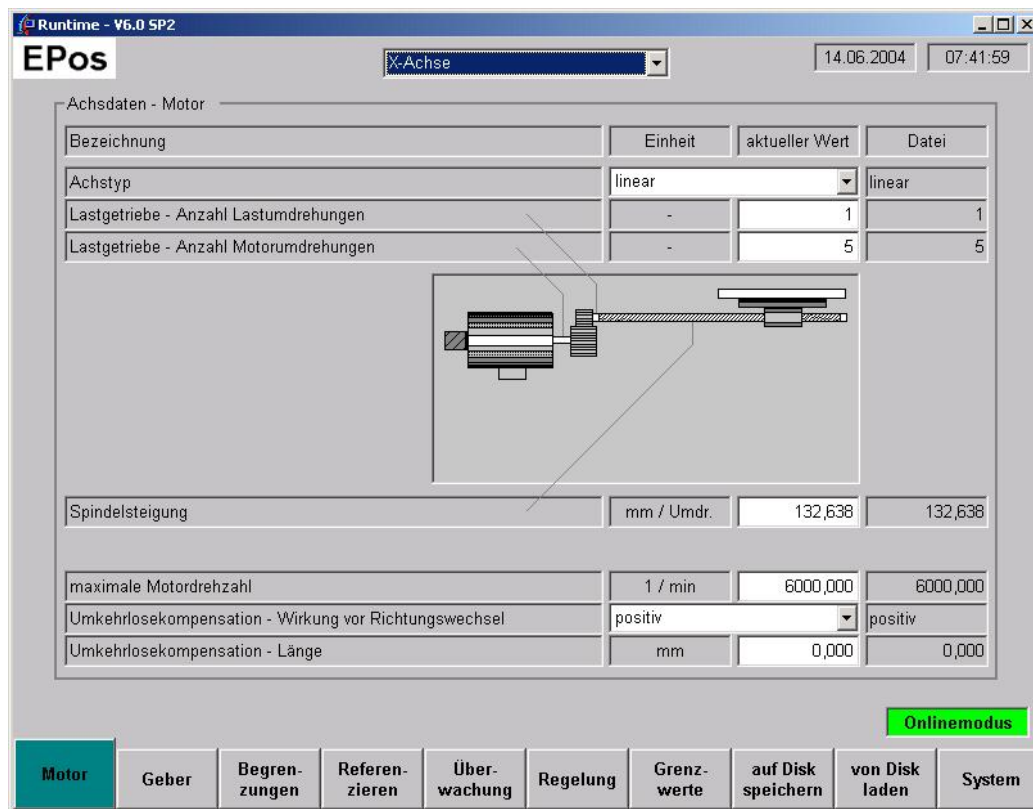 Runtime - V6.0 SP2
EPos
X-Achse
14.06.2004
07:41:59
Achsdaten - Motor
Bezeichnung Einheit aktueller Wert Datei
Achstyp linear linear
Lastgetriebe - Anzahl Lastumdrehungen - 1 1
Lastgetriebe - Anzahl Motorumdrehungen - 5 5
Spindelsteigung mm / Umdr. 132,638 132,638
maximale Motordrehzahl 1 / min 6000,000 6000,000
Umkehrlosekompensation - Wirkung vor Richtungswechsel positiv positiv
Umkehrlosekompensation - Länge mm 0,000 0,000
Onlinemodus
Motor
Geber
Begren-
zungen
Referen-
zieren
Über-
wachung
Regelung
Grenz-
werte
auf Disk
speichern
von Disk
laden
System